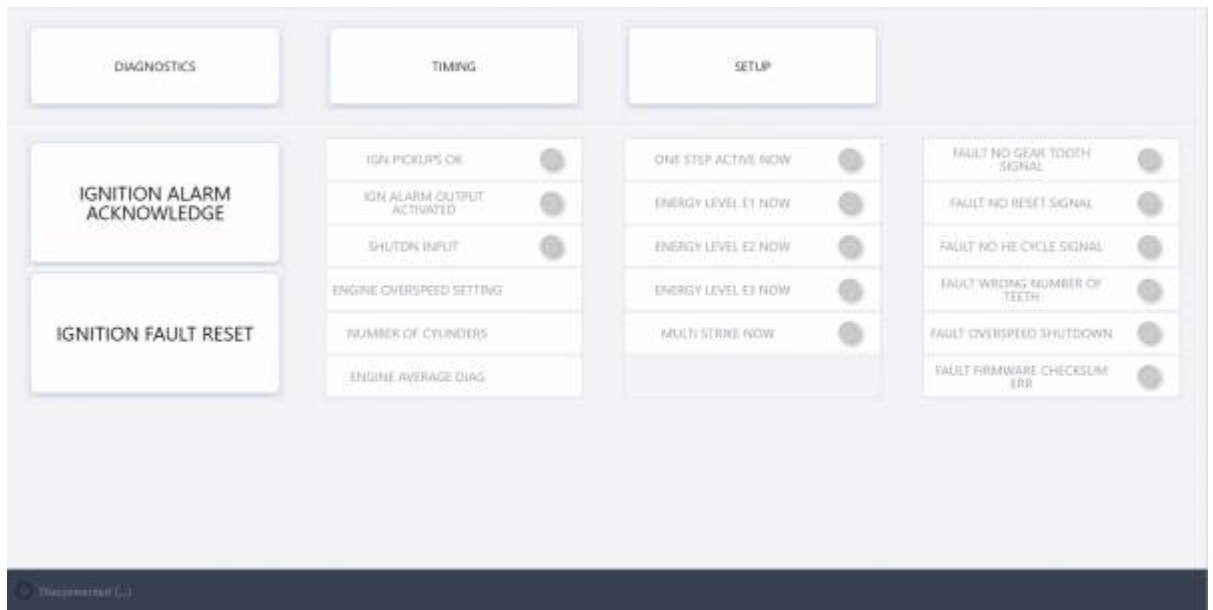 DIAGNOSTICS
TIMING
SETUP
IGNITION ALARM
ACKNOWLEDGE
IGNITION FAULT RESET
IGN PICKUPS OK
IGN ALARM OUTPUT
ACTIVATED
SHUTDN INPUT
ENGINE OVERSPEED SETTING
NUMBER OF CYLINDERS
ENGINE AVERAGE DIAG
ONE STEP ACTIVE NOW
ENERGY LEVEL E1 NOW
ENERGY LEVEL E2 NOW
ENERGY LEVEL E3 NOW
MULTI STRIKE NOW
FAULT NO GEAR TOOTH
SIGNAL
FAULT NO RESET SIGNAL
FAULT NO HE CYCLE SIGNAL
FAULT WRONG NUMBER OF
TEETH
FAULT OVERSPEED SHUTDOWN
FAULT FIRMWARE CHECKSUM
ERR
Disconnected (...)